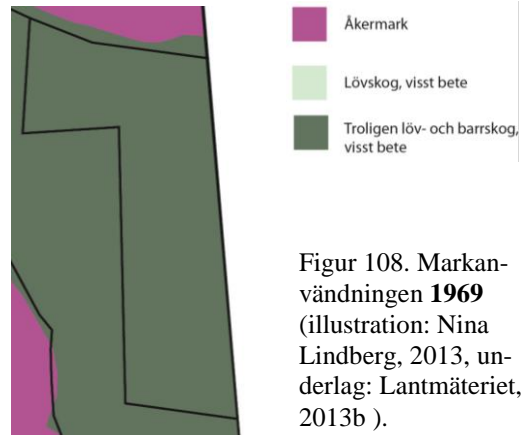 Åkermark
Lövskog, visst bete
Troligen löv- och barrskog,
visst bete
Figur 108. Markan-
vändningen 1969
(illustration: Nina
Lindberg, 2013, un-
derlag: Lantmäteriet,
2013b ).